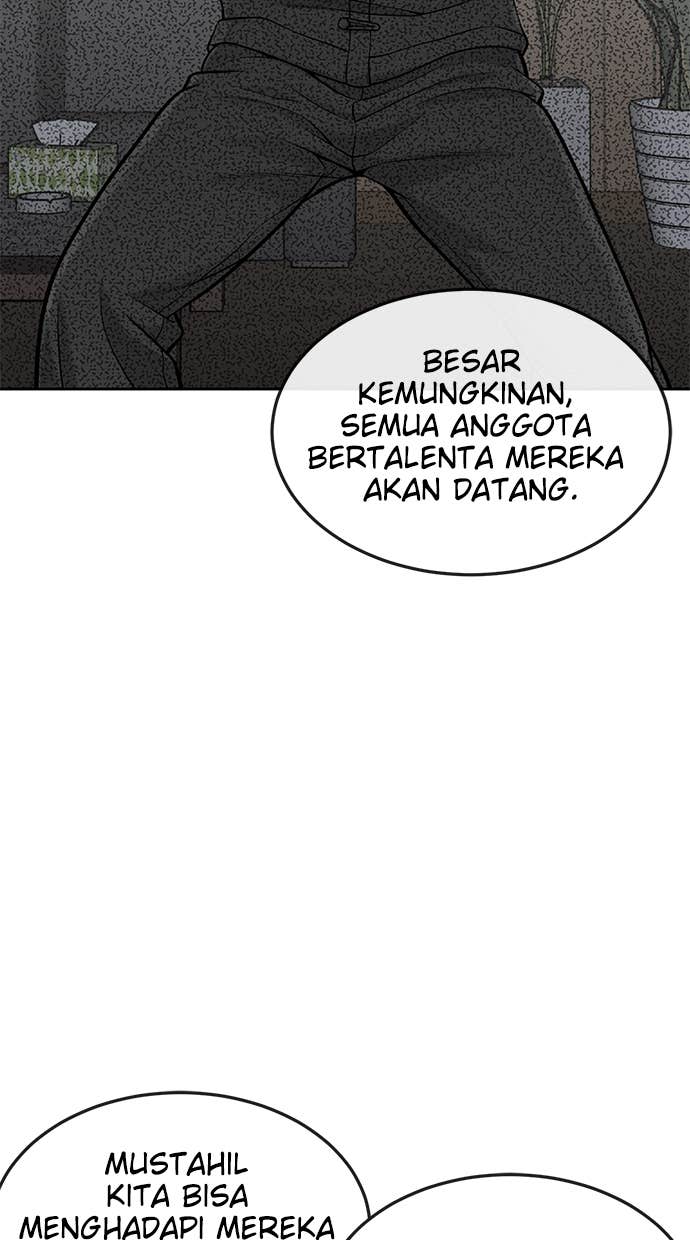 BESAR
KEMUNGKINAN,
SEMUA ANGGOTA
BERTALENTA MEREKA
AKAN DATANG.
MUSTAHIL
KITA BISA
MENGHADAPI MEREKA